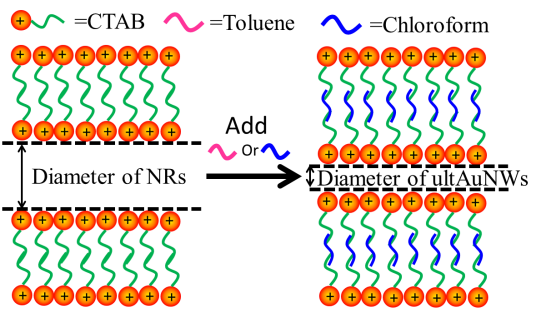 =CTAB =Toluene =Chloroform
Add
Or
Diameter of NRs
Diameter of ultAuNWs